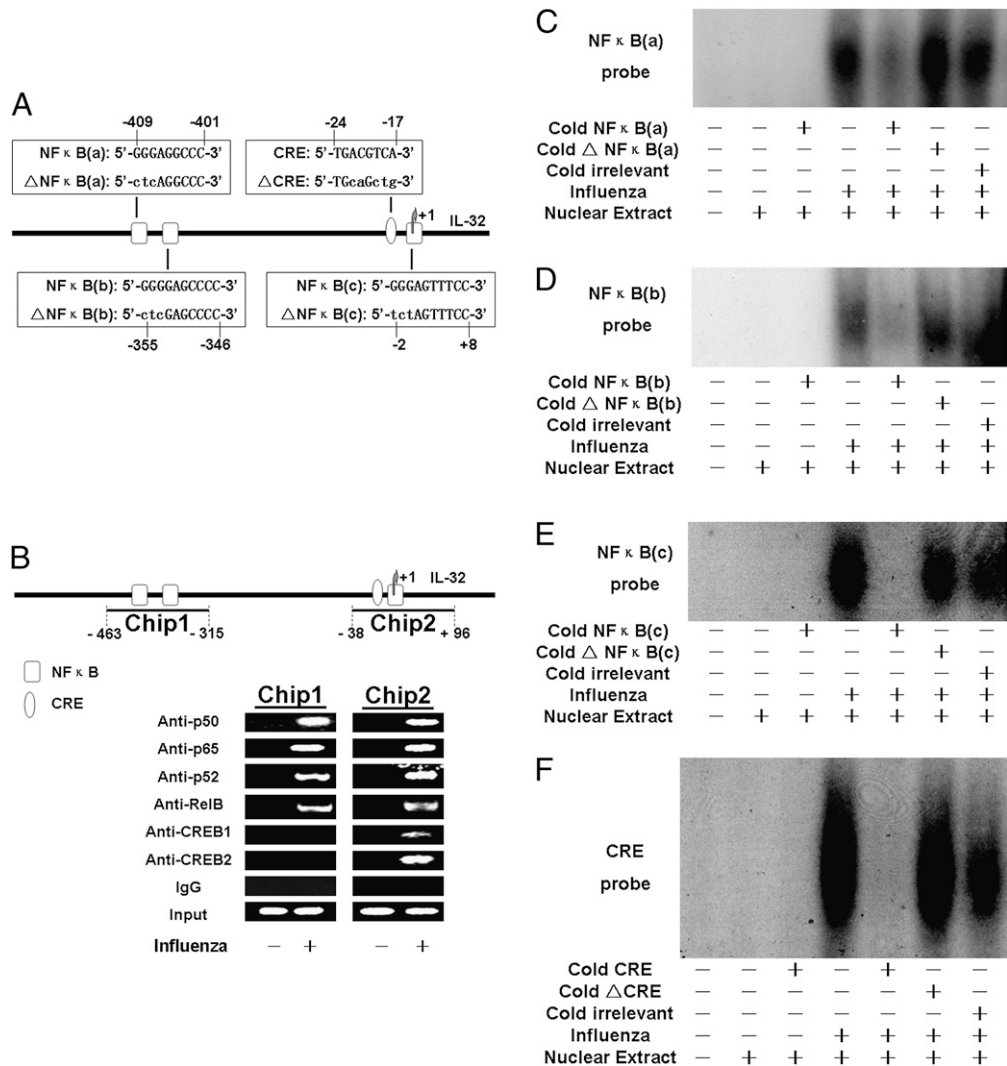 A
-409 -401
NFκB(a): 5'-GGGAGGCCC-3'
△NFκB(a): 5'-ctcAGGCCC-3'
-24 -17
CRE: 5'-TGACGTCA-3'
△CRE: 5'-TGcaGctg-3'
+1 IL-32
NFκB(b): 5'-GGGGAGCCCC-3'
△NFκB(b): 5'-ctcGAGCCCC-3'
-355 -346
NFκB(c): 5'-GGGAGTTTCC-3'
△NFκB(c): 5'-tctAGTTTCC-3'
-2 +8
B
+1 IL-32
Chip1 Chip2
- 463 - 315 - 38 + 96
NFκB
CRE
Chip1 Chip2
Anti-p50
Anti-p65
Anti-p52
Anti-RelB
Anti-CREB1
Anti-CREB2
IgG
Input
Influenza − + − +
C
NFκB(a)
probe
Cold NFκB(a) − − + − + − −
Cold △ NFκB(a) − − − − − + −
Cold irrelevant − − − − − − +
Influenza − − − + + + +
Nuclear Extract − + + + + + +
D
NFκB(b)
probe
Cold NFκB(b) − − + − + − −
Cold △ NFκB(b) − − − − − + −
Cold irrelevant − − − − − − +
Influenza − − − + + + +
Nuclear Extract − + + + + + +
E
NFκB(c)
probe
Cold NFκB(c) − − + − + − −
Cold △ NFκB(c) − − − − − + −
Cold irrelevant − − − − − − +
Influenza − − − + + + +
Nuclear Extract − + + + + + +
F
CRE
probe
Cold CRE − − + − + − −
Cold △CRE − − − − − + −
Cold irrelevant − − − − − − +
Influenza − − − + + + +
Nuclear Extract − + + + + + +